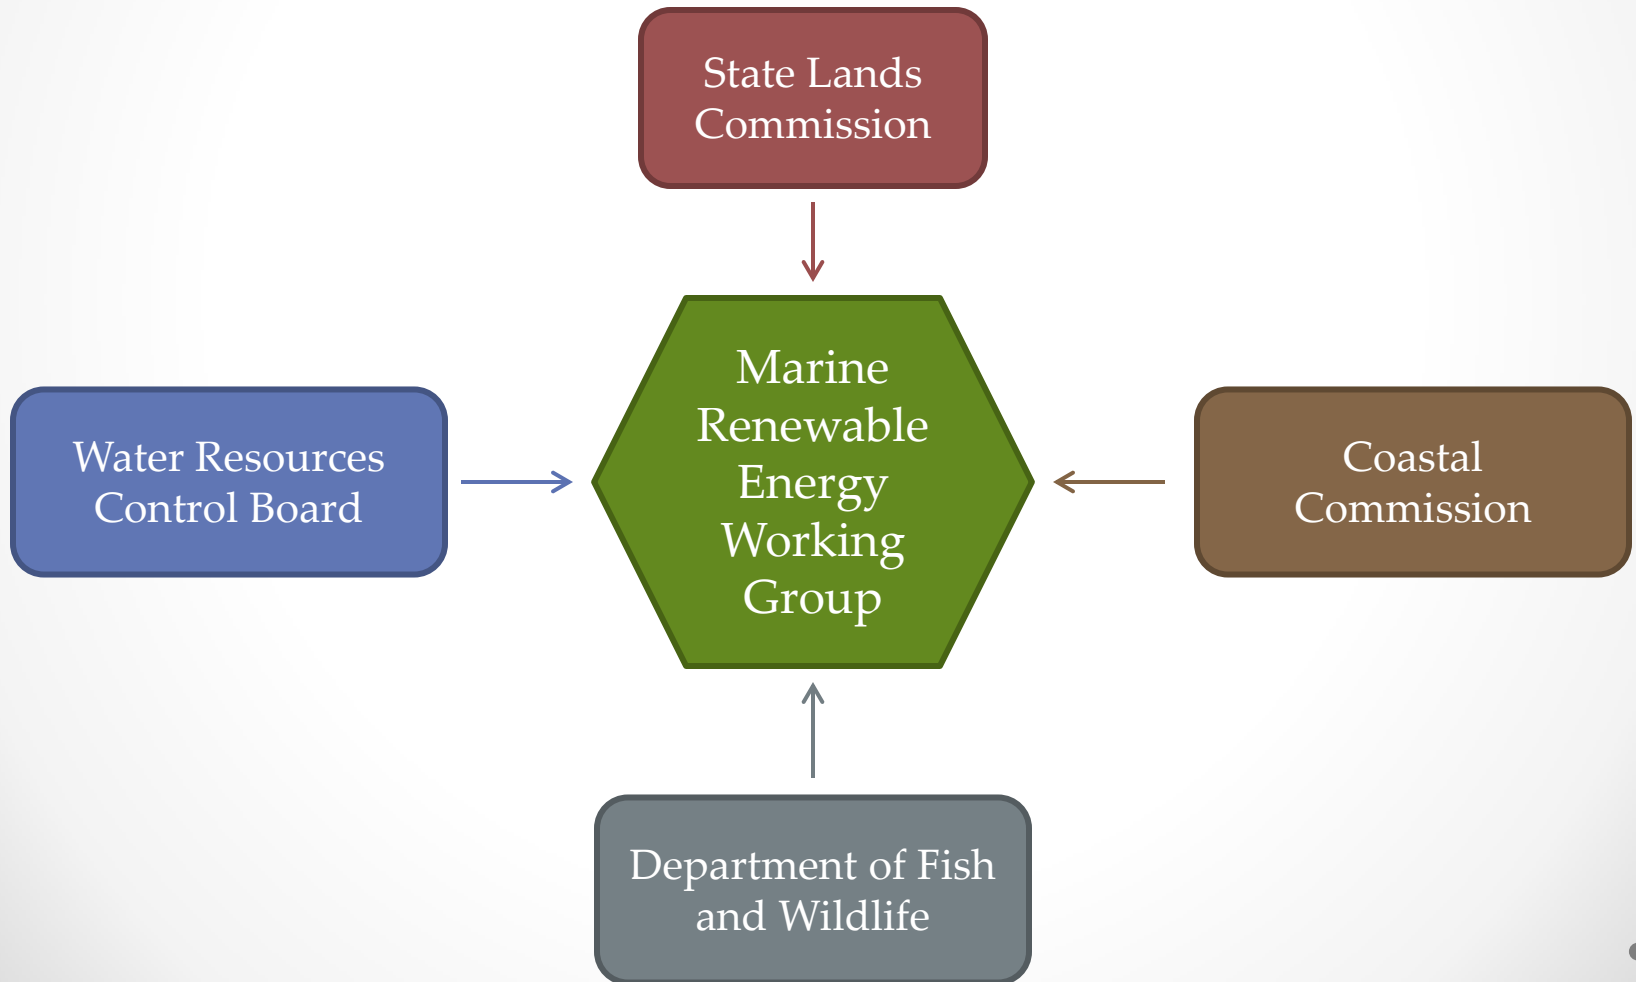 State Lands
Commission
Marine
Renewable
Energy
Working
Group
Water Resources
Control Board
Coastal
Commission
Department of Fish
and Wildlife